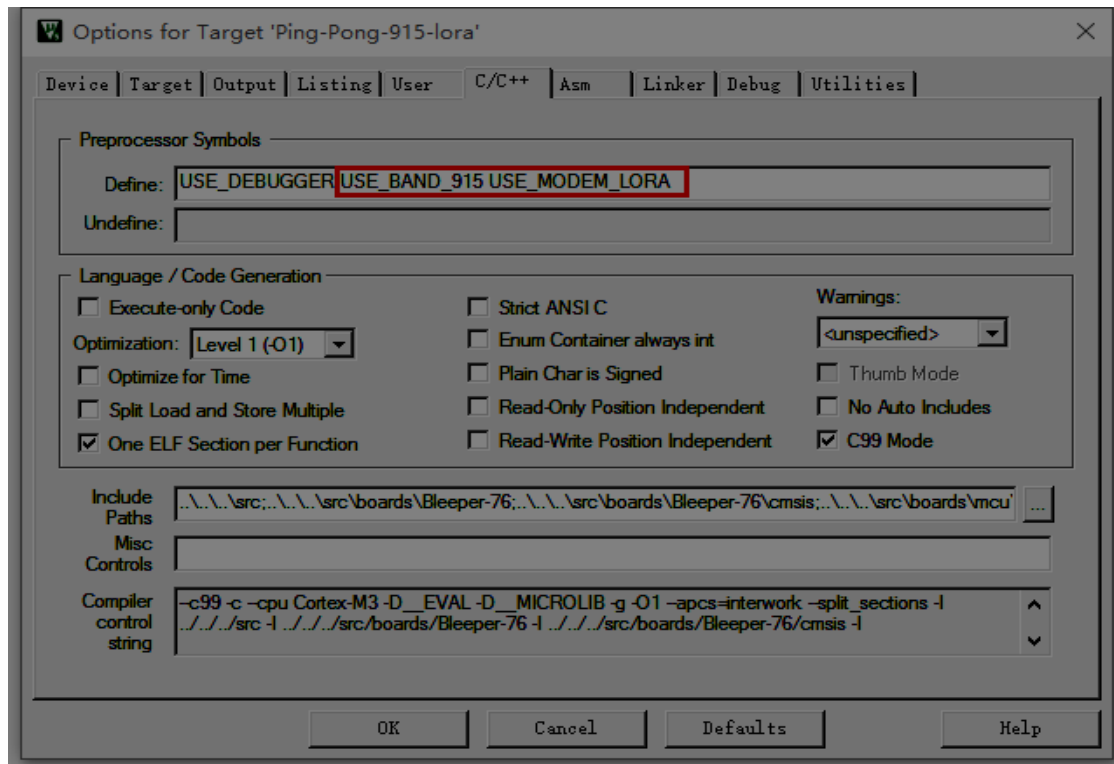 Options for Target 'Ping-Pong-915-lora'
Device Target Output Listing User C/C++ Asm Linker Debug Utilities
Preprocessor Symbols
Define: USE_DEBUGGER USE_BAND_915 USE_MODEM_LORA
Undefine:
Language / Code Generation
Execute-only Code
Optimization: Level 1 (-O1)
Optimize for Time
Split Load and Store Multiple
One ELF Section per Function
Strict ANSI C
Enum Container always int
Plain Char is Signed
Read-Only Position Independent
Read-Write Position Independent
Warnings:
<unspecified>
Thumb Mode
No Auto Includes
C99 Mode
Include Paths ..\..\..\src;..\..\..\src\boards\Bleeper-76;..\..\..\src\boards\Bleeper-76\cmsis;..\..\..\src\boards\mcu'
...
Misc Controls
Compiler control string
--c99 -c --cpu Cortex-M3 -D__EVAL -D__MICROLIB -g -O1 --apcs=interwork --split_sections -I
../../../src -I ../../../src/boards/Bleeper-76 -I ../../../src/boards/Bleeper-76/cmsis -I
OK Cancel Defaults Help